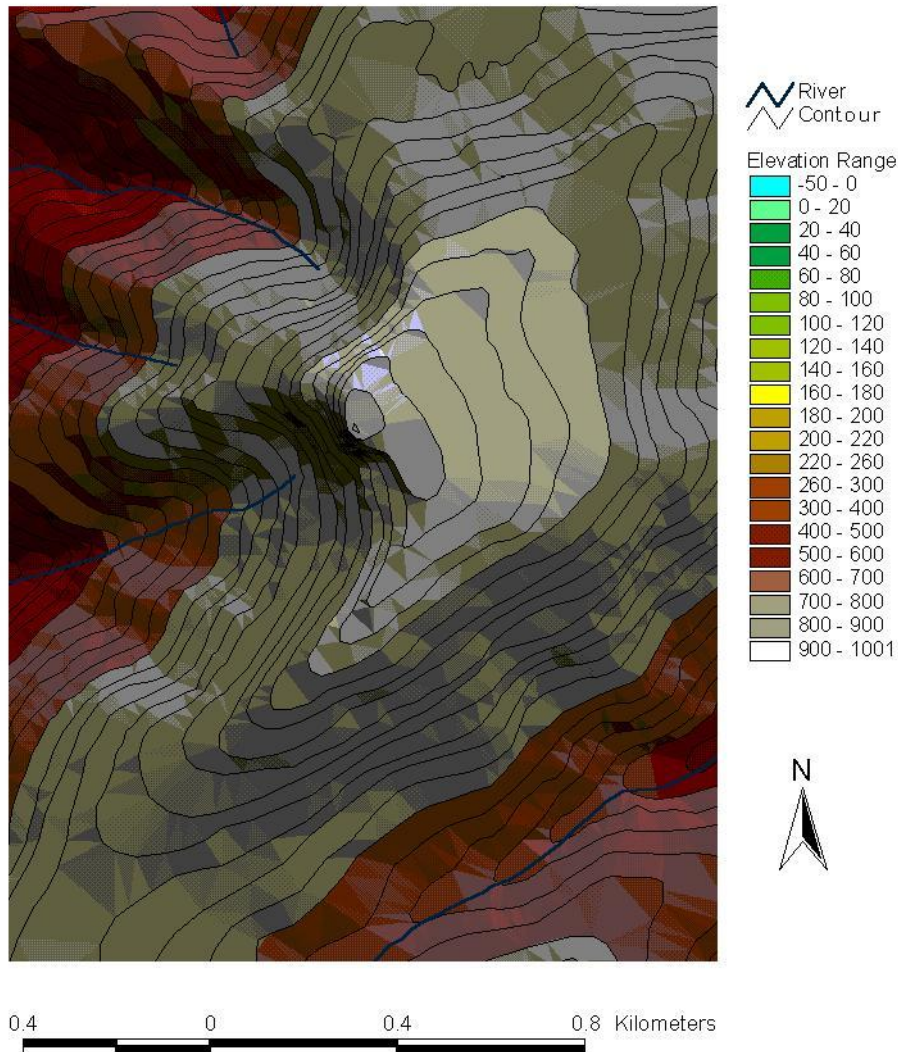 River
Contour
Elevation Range
-50 - 0
0 - 20
20 - 40
40 - 60
60 - 80
80 - 100
100 - 120
120 - 140
140 - 160
160 - 180
180 - 200
200 - 220
220 - 260
260 - 300
300 - 400
400 - 500
500 - 600
600 - 700
700 - 800
800 - 900
900 - 1001
N
0.4 0 0.4 0.8 Kilometers